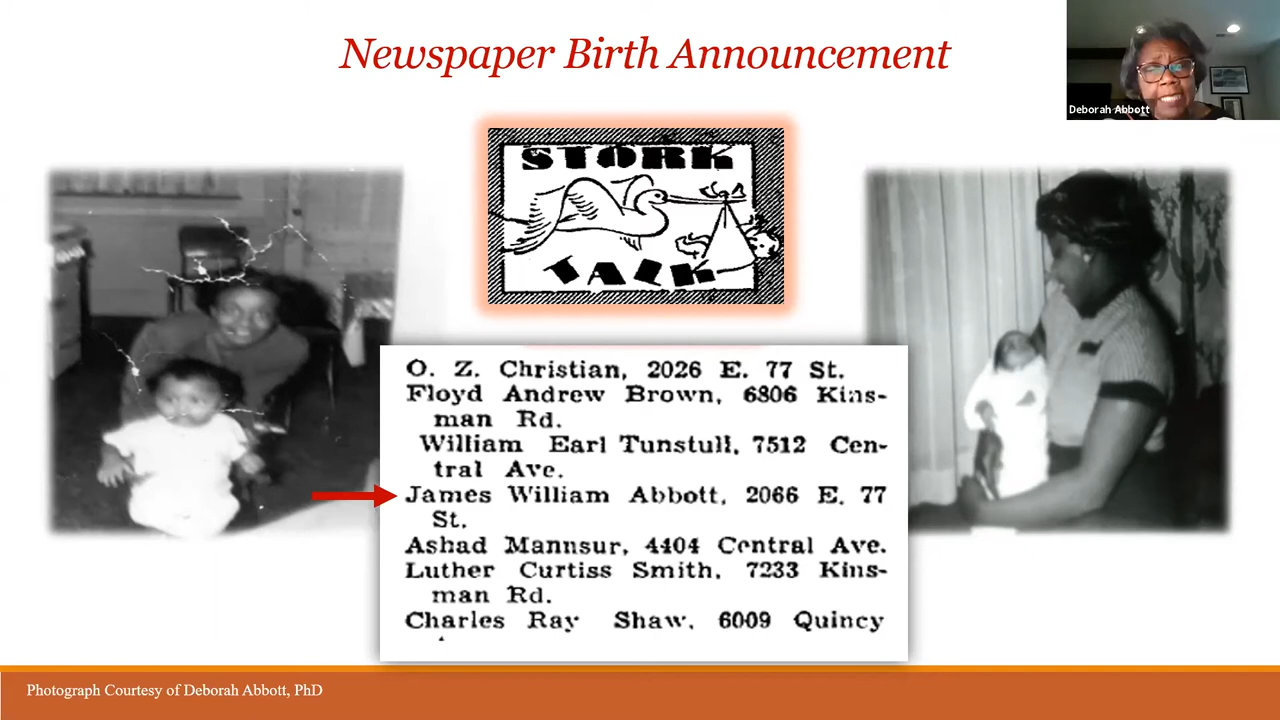 Newspaper Birth Announcement
Deborah Abbott
STORK
TALK
O. Z. Christian, 2026 E. 77 St.
Floyd Andrew Brown, 6806 Kins-
man Rd.
William Earl Tunstull, 7512 Cen-
tral Ave.
James William Abbott, 2066 E. 77
St.
Ashad Mannsur, 4404 Central Ave.
Luther Curtiss Smith, 7233 Kins-
man Rd.
Charles Ray Shaw, 6009 Quincy
Photograph Courtesy of Deborah Abbott, PhD